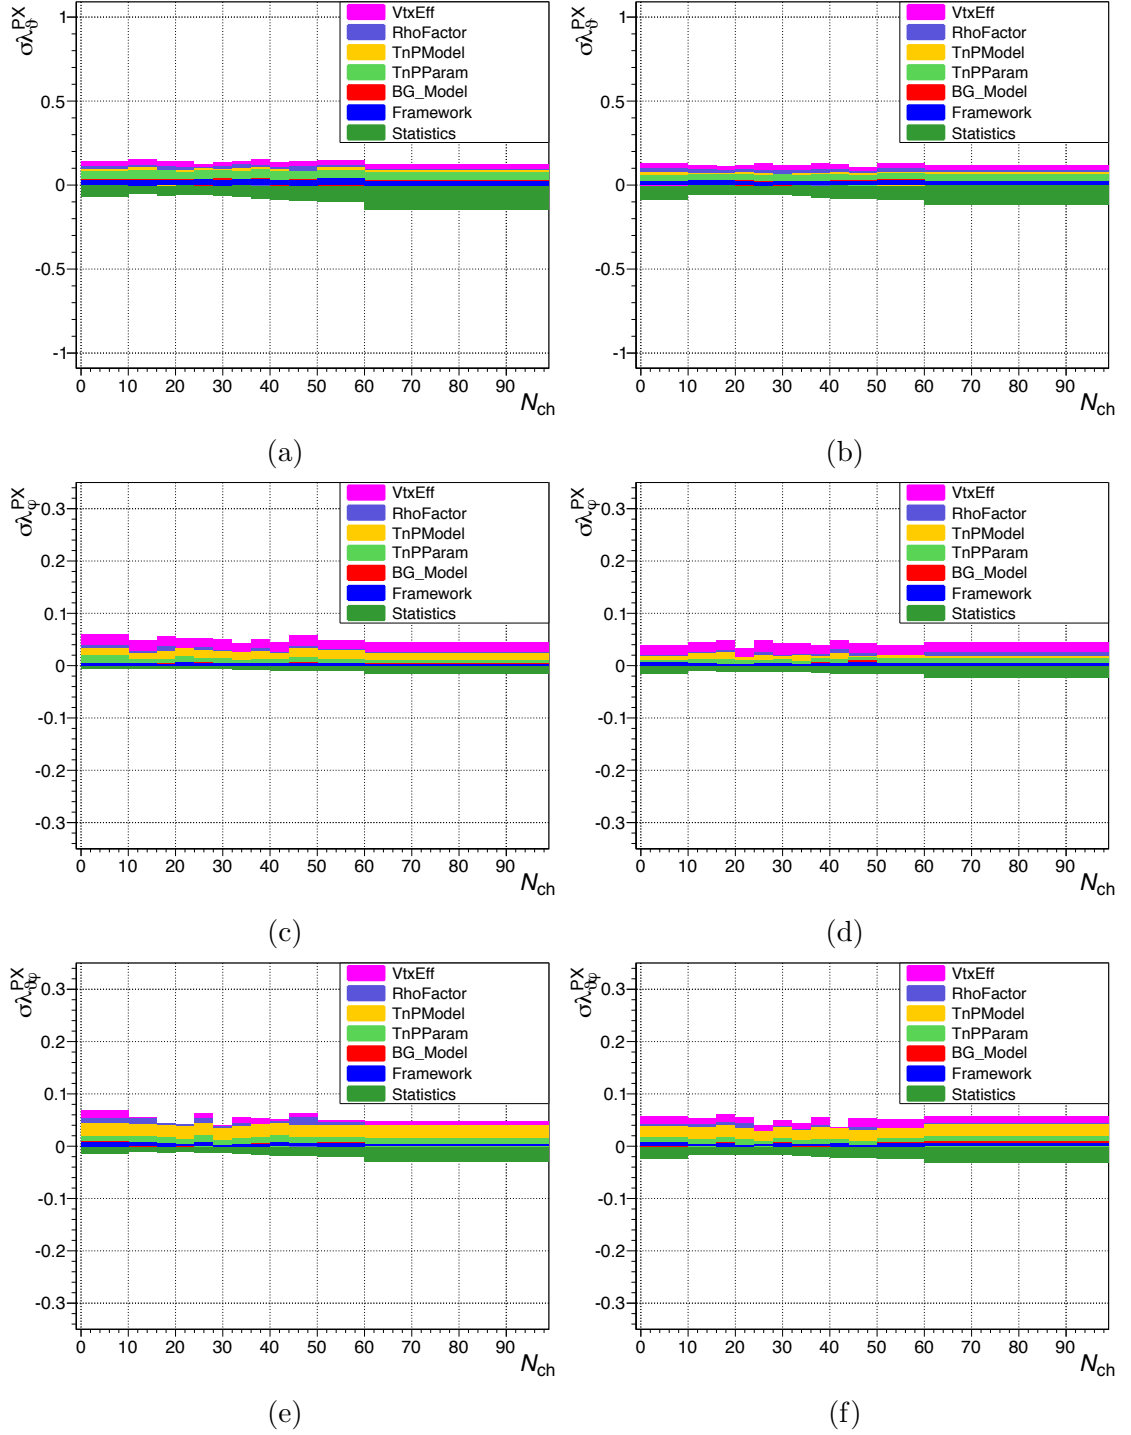 σλ_ϑ^PX
1
0.5
0
-0.5
-1
VtxEff
RhoFactor
TnPModel
TnPParam
BG_Model
Framework
Statistics
0 10 20 30 40 50 60 70 80 90
N_ch
(a)
σλ_ϑ^PX
1
0.5
0
-0.5
-1
VtxEff
RhoFactor
TnPModel
TnPParam
BG_Model
Framework
Statistics
0 10 20 30 40 50 60 70 80 90
N_ch
(b)
σλ_φ^PX
0.3
0.2
0.1
0
-0.1
-0.2
-0.3
VtxEff
RhoFactor
TnPModel
TnPParam
BG_Model
Framework
Statistics
0 10 20 30 40 50 60 70 80 90
N_ch
(c)
σλ_φ^PX
0.3
0.2
0.1
0
-0.1
-0.2
-0.3
VtxEff
RhoFactor
TnPModel
TnPParam
BG_Model
Framework
Statistics
0 10 20 30 40 50 60 70 80 90
N_ch
(d)
σλ_ϑφ^PX
0.3
0.2
0.1
0
-0.1
-0.2
-0.3
VtxEff
RhoFactor
TnPModel
TnPParam
BG_Model
Framework
Statistics
0 10 20 30 40 50 60 70 80 90
N_ch
(e)
σλ_ϑφ^PX
0.3
0.2
0.1
0
-0.1
-0.2
-0.3
VtxEff
RhoFactor
TnPModel
TnPParam
BG_Model
Framework
Statistics
0 10 20 30 40 50 60 70 80 90
N_ch
(f)